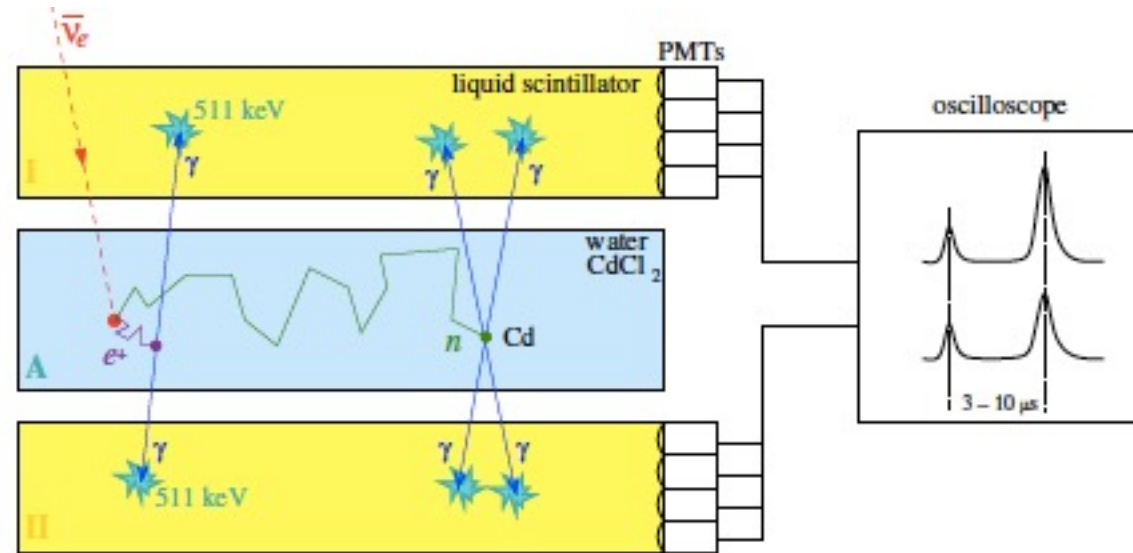 ν̄e
PMTs
liquid scintillator
oscilloscope
511 keV
γ
γ
γ
I
water
CdCl2
e+
n
Cd
A
3 – 10 μs
γ
γ
γ
511 keV
II